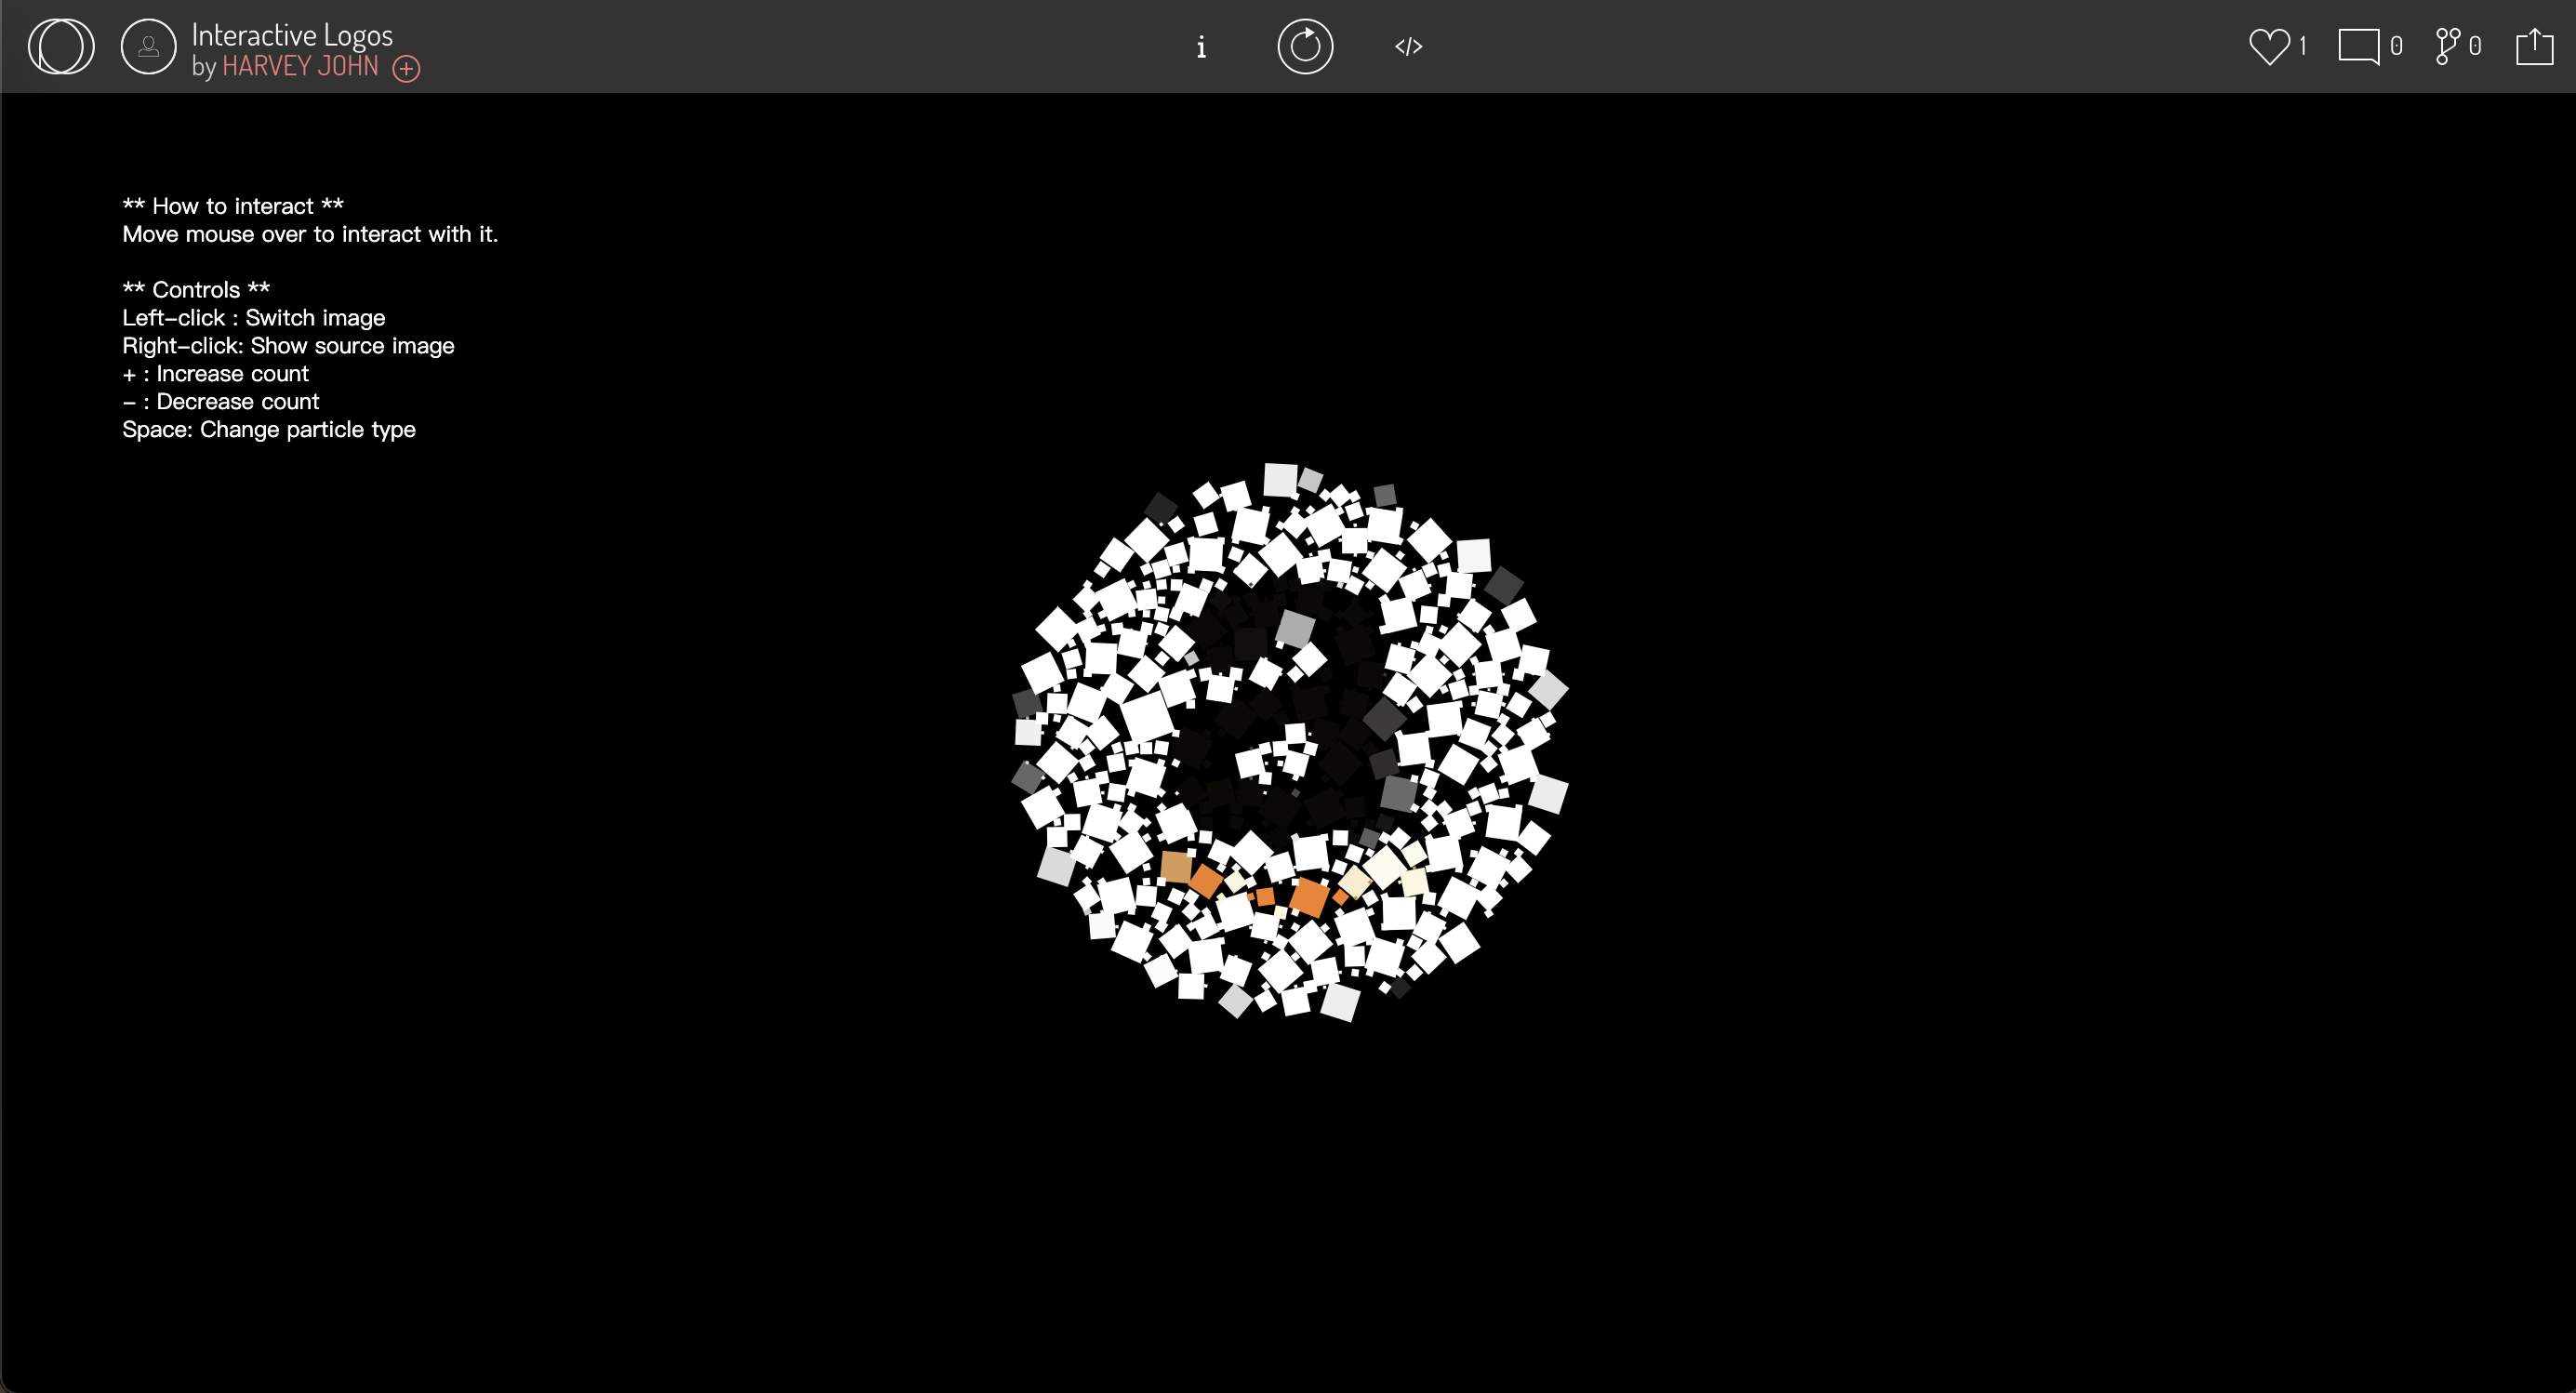 Interactive Logos
by HARVEY JOHN
i
</>
1
0
0
** How to interact **
Move mouse over to interact with it.
** Controls **
Left-click : Switch image
Right-click: Show source image
+ : Increase count
- : Decrease count
Space: Change particle type